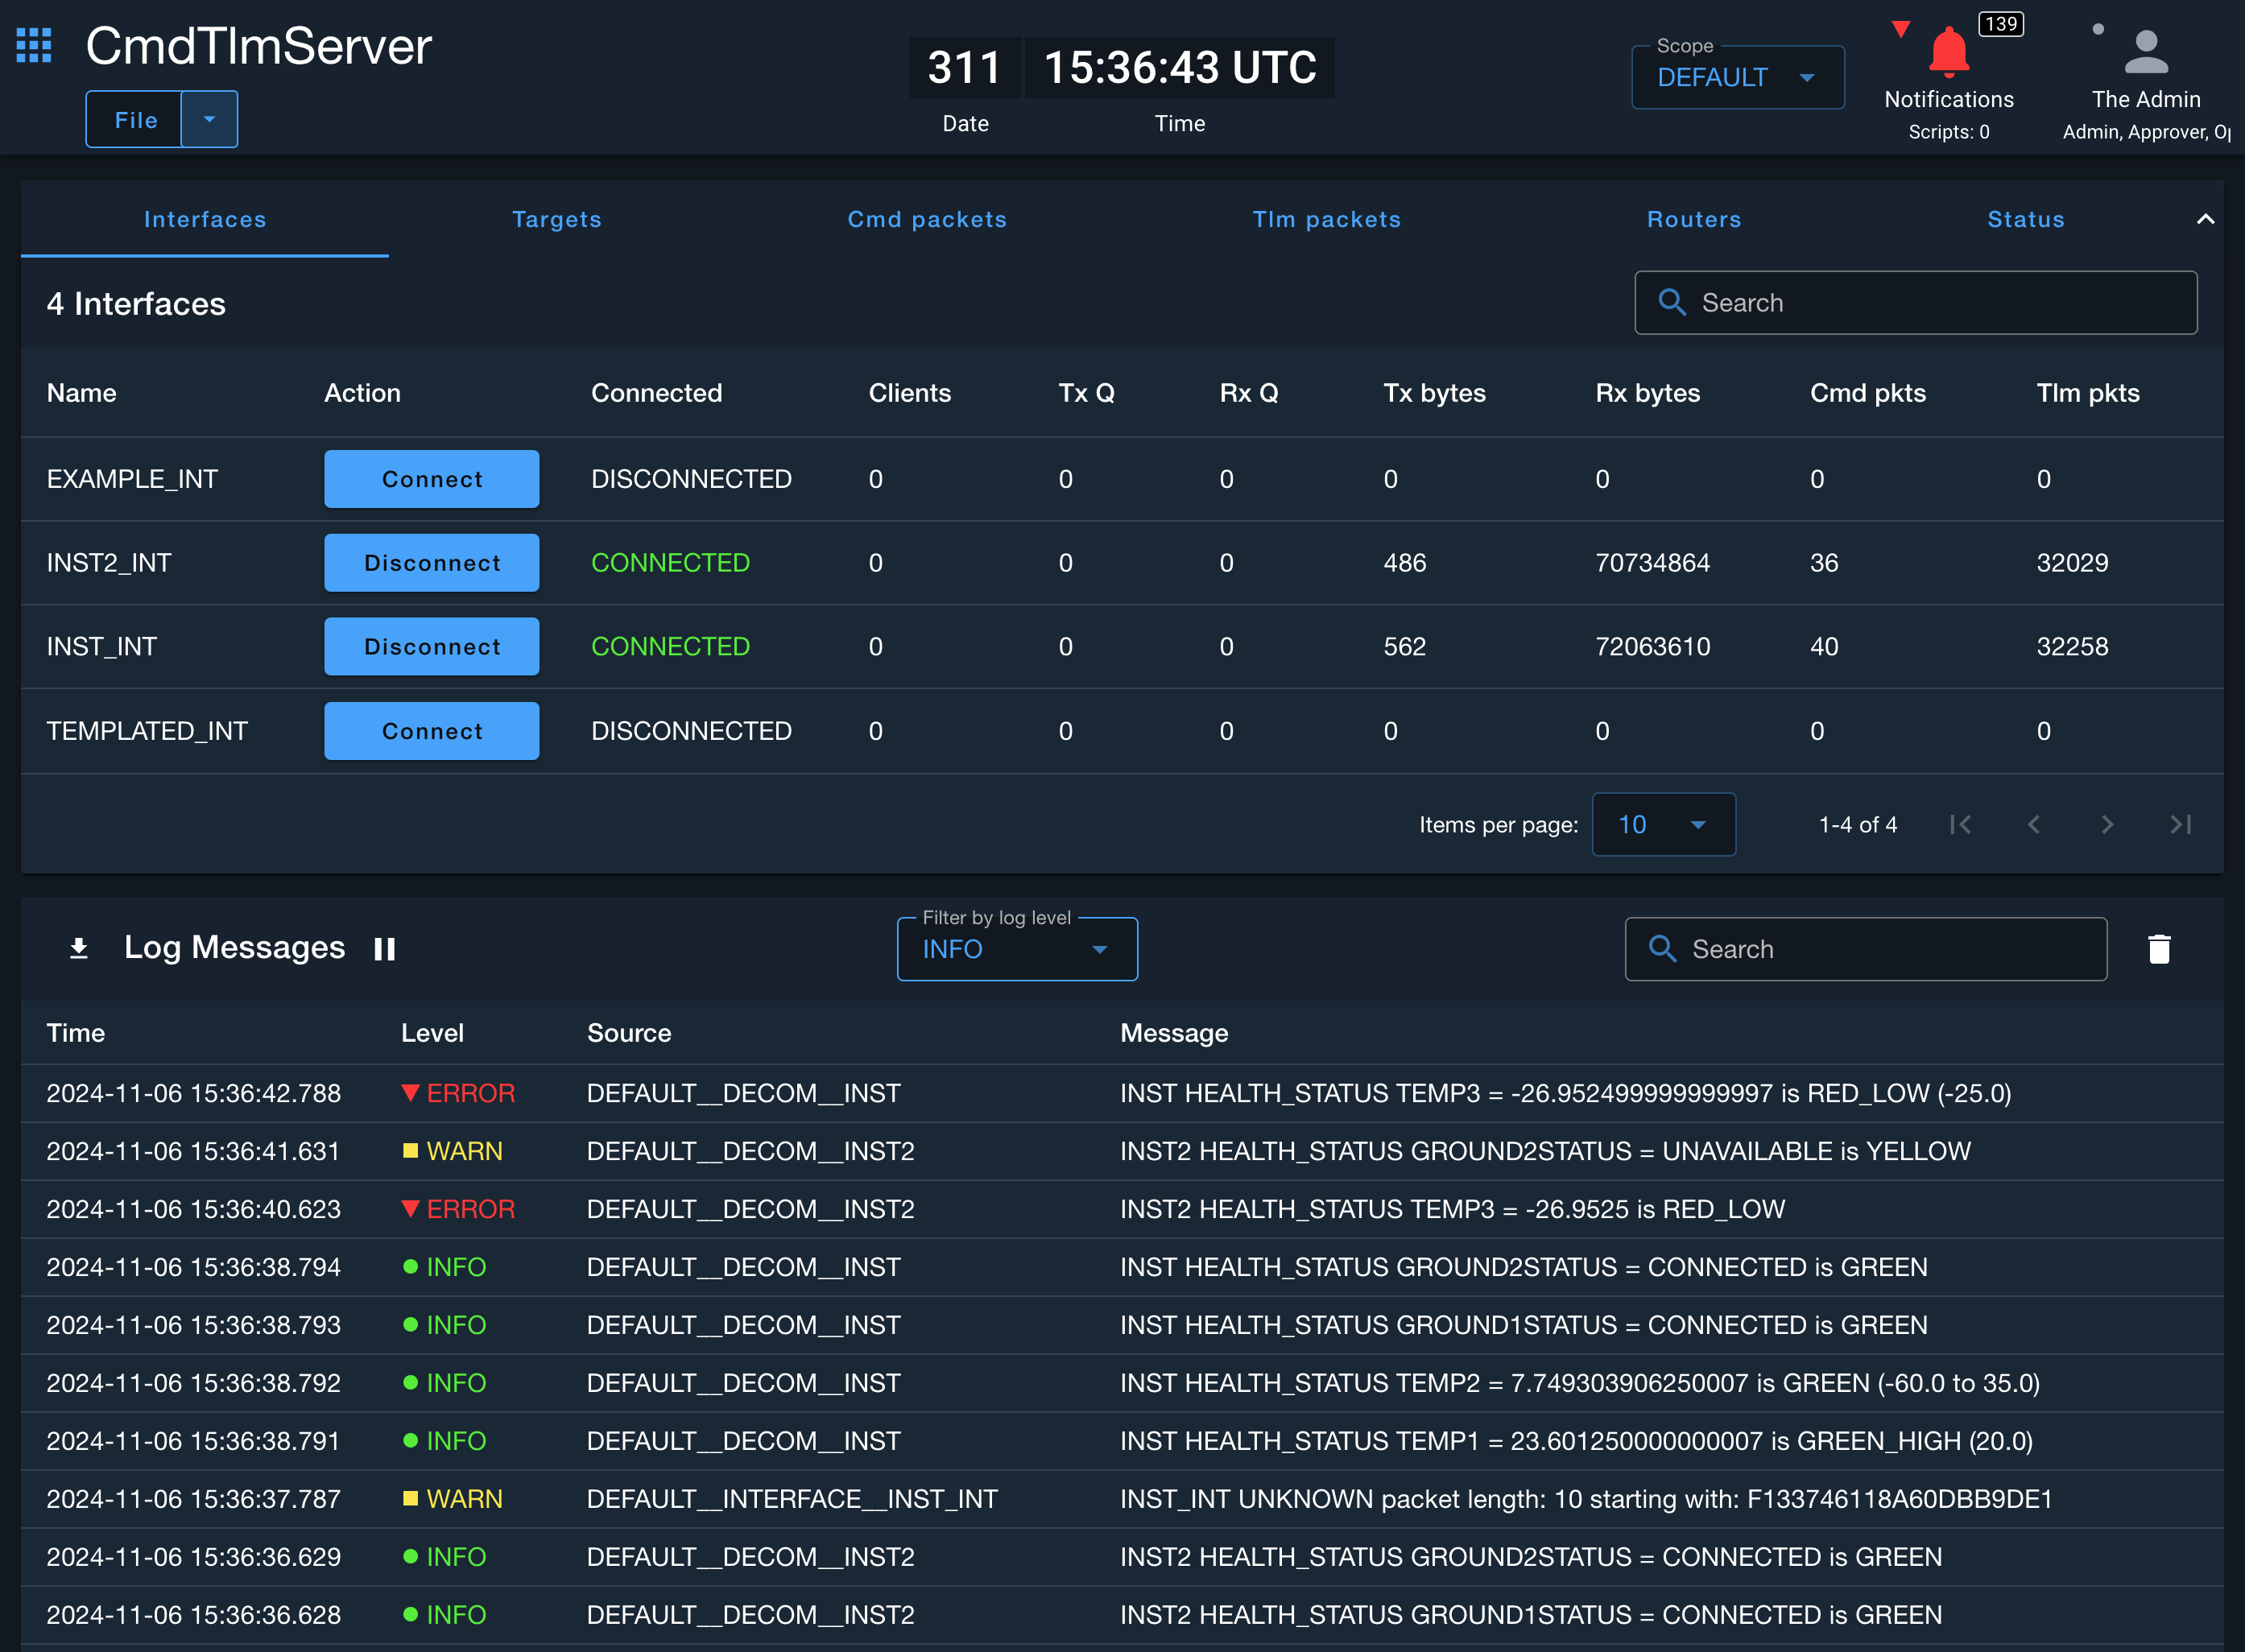 CmdTlmServer
File
311 15:36:43 UTC
Date Time
Scope
DEFAULT
139
Notifications
Scripts: 0
The Admin
Admin, Approver, Op
Interfaces Targets Cmd packets Tlm packets Routers Status
4 Interfaces
Search
Name Action Connected Clients Tx Q Rx Q Tx bytes Rx bytes Cmd pkts Tlm pkts
EXAMPLE_INT Connect DISCONNECTED 0 0 0 0 0 0 0
INST2_INT Disconnect CONNECTED 0 0 0 486 70734864 36 32029
INST_INT Disconnect CONNECTED 0 0 0 562 72063610 40 32258
TEMPLATED_INT Connect DISCONNECTED 0 0 0 0 0 0 0
Items per page: 10 1-4 of 4
Log Messages
Filter by log level
INFO
Search
Time Level Source Message
2024-11-06 15:36:42.788 ERROR DEFAULT__DECOM__INST INST HEALTH_STATUS TEMP3 = -26.952499999999997 is RED_LOW (-25.0)
2024-11-06 15:36:41.631 WARN DEFAULT__DECOM__INST2 INST2 HEALTH_STATUS GROUND2STATUS = UNAVAILABLE is YELLOW
2024-11-06 15:36:40.623 ERROR DEFAULT__DECOM__INST2 INST2 HEALTH_STATUS TEMP3 = -26.9525 is RED_LOW
2024-11-06 15:36:38.794 INFO DEFAULT__DECOM__INST INST HEALTH_STATUS GROUND2STATUS = CONNECTED is GREEN
2024-11-06 15:36:38.793 INFO DEFAULT__DECOM__INST INST HEALTH_STATUS GROUND1STATUS = CONNECTED is GREEN
2024-11-06 15:36:38.792 INFO DEFAULT__DECOM__INST INST HEALTH_STATUS TEMP2 = 7.749303906250007 is GREEN (-60.0 to 35.0)
2024-11-06 15:36:38.791 INFO DEFAULT__DECOM__INST INST HEALTH_STATUS TEMP1 = 23.601250000000007 is GREEN_HIGH (20.0)
2024-11-06 15:36:37.787 WARN DEFAULT__INTERFACE__INST_INT INST_INT UNKNOWN packet length: 10 starting with: F133746118A60DBB9DE1
2024-11-06 15:36:36.629 INFO DEFAULT__DECOM__INST2 INST2 HEALTH_STATUS GROUND2STATUS = CONNECTED is GREEN
2024-11-06 15:36:36.628 INFO DEFAULT__DECOM__INST2 INST2 HEALTH_STATUS GROUND1STATUS = CONNECTED is GREEN